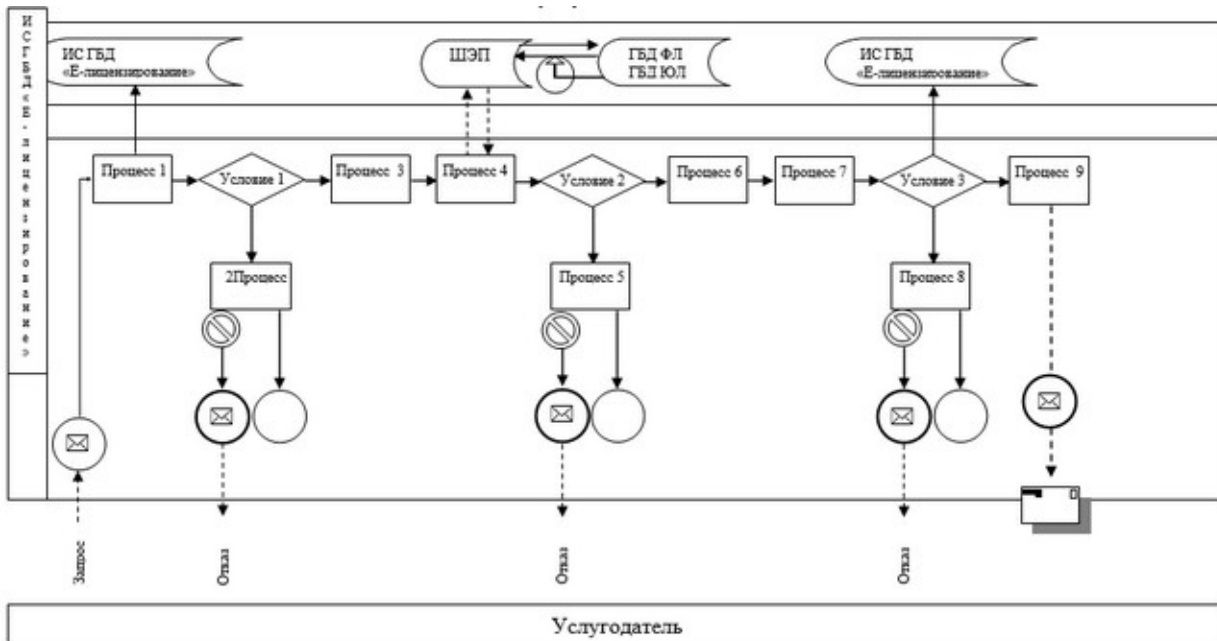 ИС ГБД «Е-лицензирование»
ИС ГБД
«Е-лицензирование»
ШЭП
ГБД ФЛ
ГБД ЮЛ
ИС ГБД
«Е-лицензирование»
Процесс 1
Условие 1
Процесс 3
Процесс 4
Условие 2
Процесс 6
Процесс 7
Условие 3
Процесс 9
2Процесс
Процесс 5
Процесс 8
Запрос
Отказ
Отказ
Отказ
Услугодатель